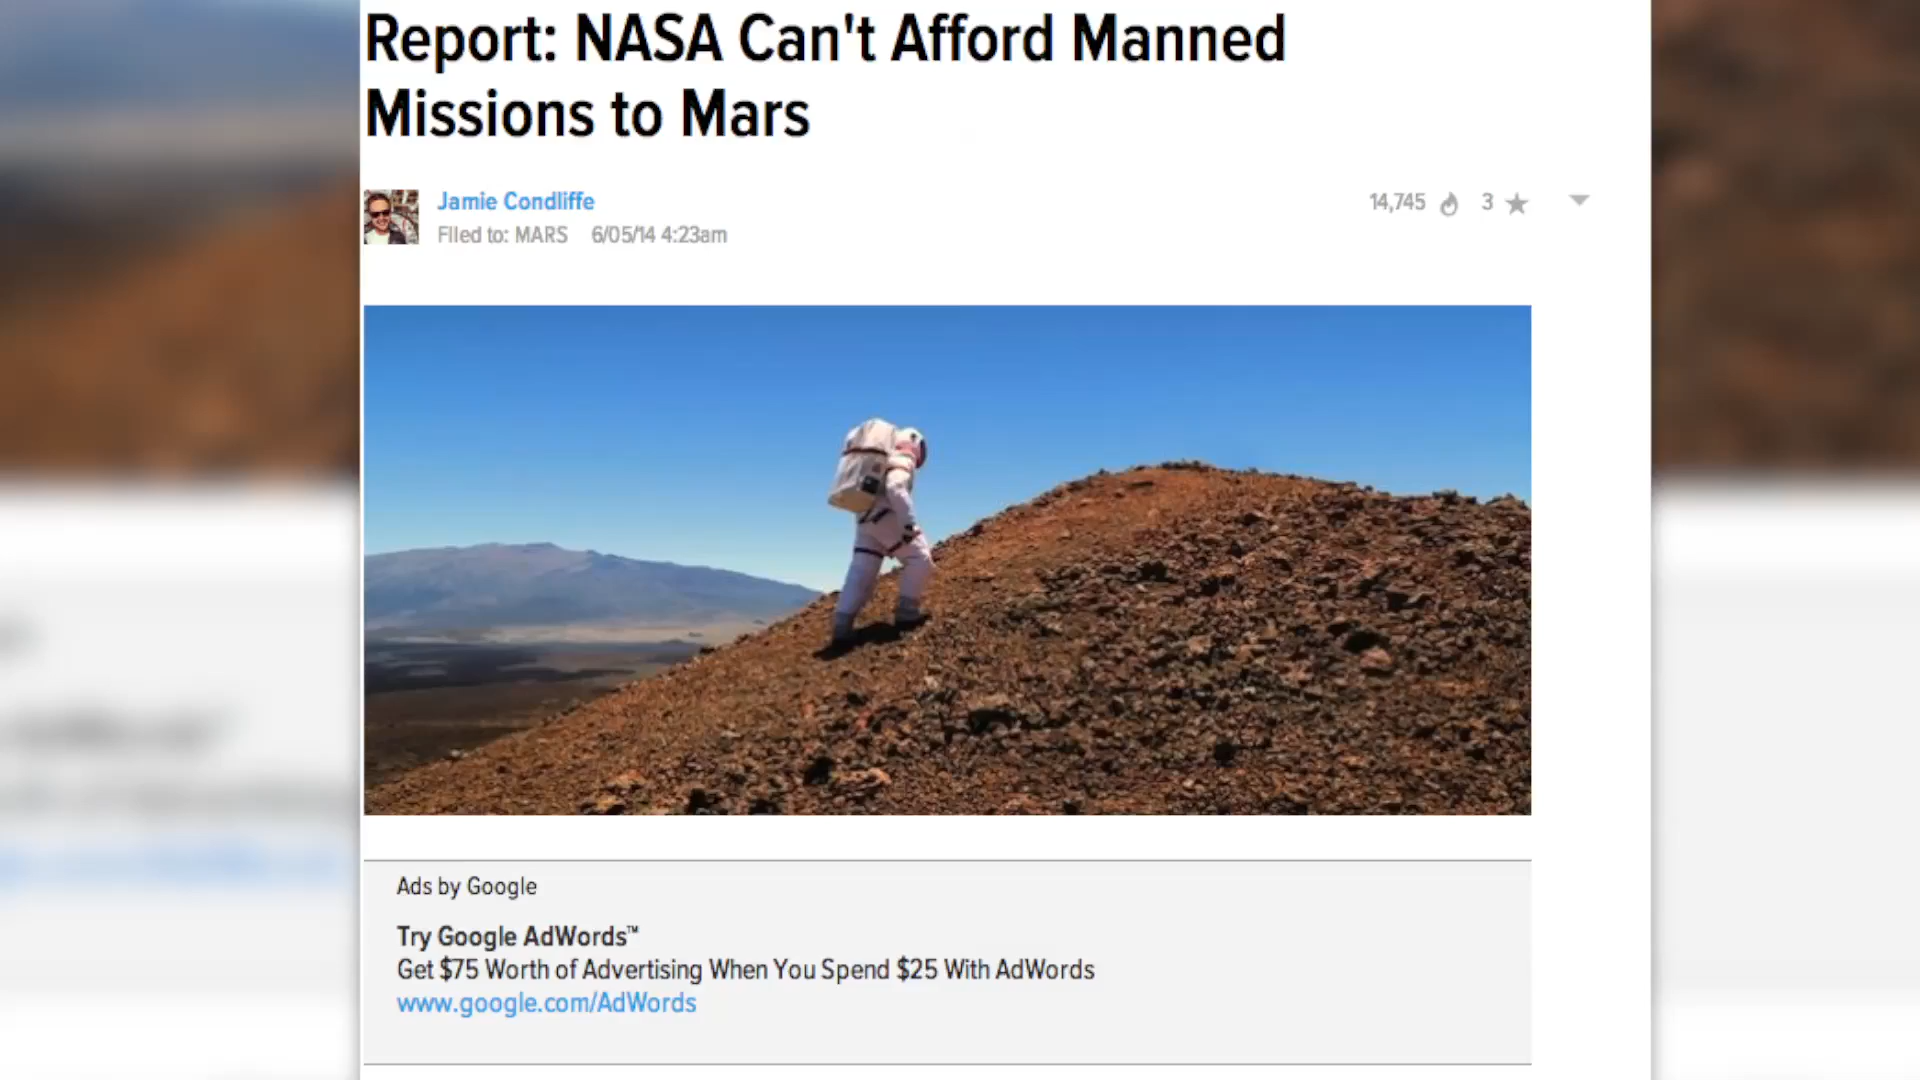 Report: NASA Can't Afford Manned
Missions to Mars
Jamie Condliffe
14,745 3
Filed to: MARS 6/05/14 4:23am
Ads by Google
Try Google AdWords™
Get $75 Worth of Advertising When You Spend $25 With AdWords
www.google.com/AdWords